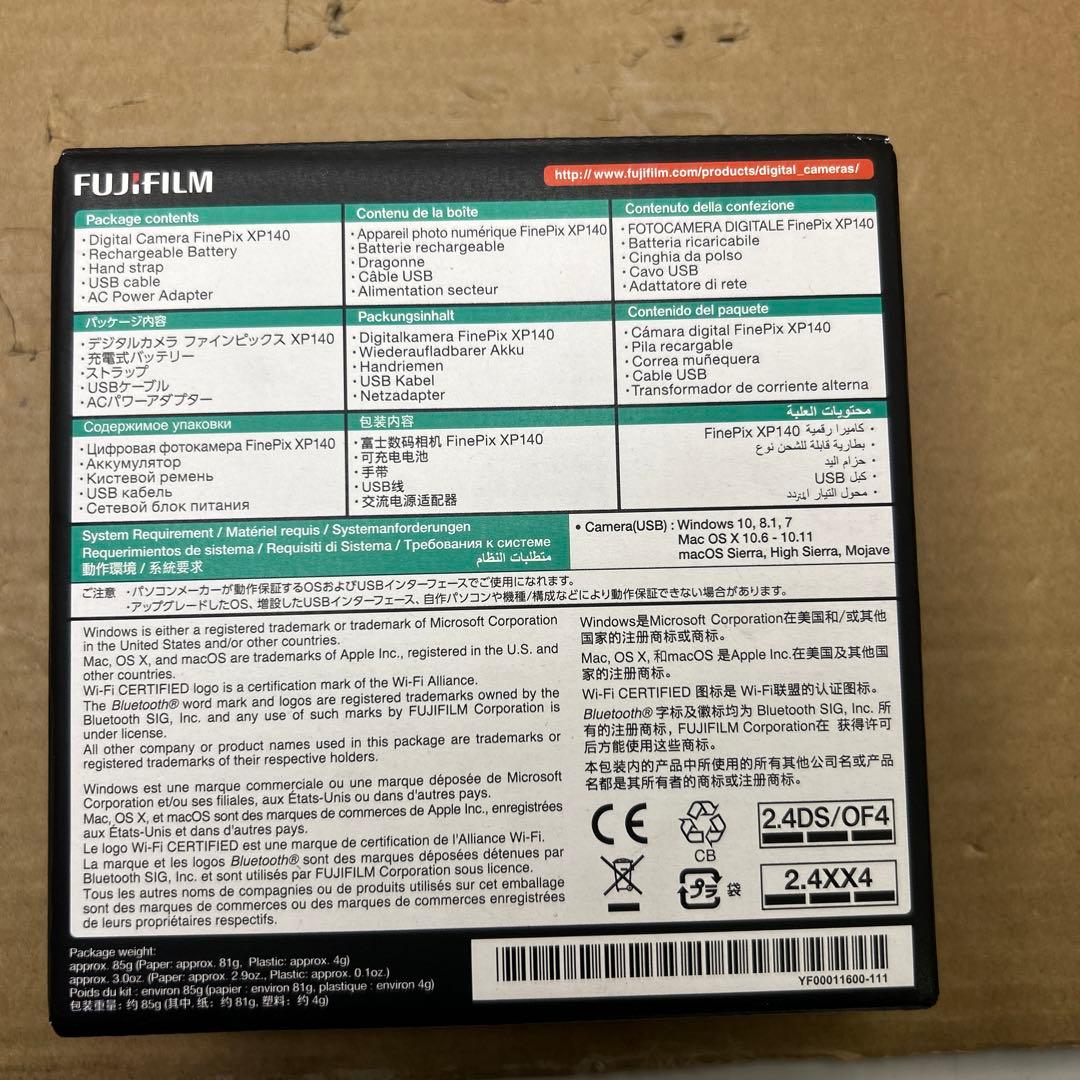 FUJIFILM
http:// www.fujifilm.com/products/digital_cameras/
Package contents
・Digital Camera FinePix XP140
・Rechargeable Battery
・Hand strap
・USB cable
・AC Power Adapter
Contenu de la boîte
・Appareil photo numérique FinePix XP140
・Batterie rechargeable
・Dragonne
・Câble USB
・Alimentation secteur
Contenuto della confezione
・FOTOCAMERA DIGITALE FinePix XP140
・Batteria ricaricabile
・Cinghia da polso
・Cavo USB
・Adattatore di rete
パッケージ内容
・デジタルカメラ ファインピックス XP140
・充電式バッテリー
・ストラップ
・USBケーブル
・ACパワーアダプター
Packungsinhalt
・Digitalkamera FinePix XP140
・Wiederaufladbarer Akku
・Handriemen
・USB Kabel
・Netzadapter
Contenido del paquete
・Cámara digital FinePix XP140
・Pila recargable
・Correa muñequera
・Cable USB
・Transformador de corriente alterna
Содержимое упаковки
・Цифровая фотокамера FinePix XP140
・Аккумулятор
・Кистевой ремень
・USB кабель
・Сетевой блок питания
包装内容
・富士数码相机 FinePix XP140
・可充电电池
・手带
・USB线
・交流电源适配器
محتويات العلبة
・كاميرا رقمية FinePix XP140
・بطارية قابلة للشحن نوع
・حزام اليد
・كبل USB
・محول التيار المتردد
System Requirement / Matériel requis / Systemanforderungen
Requerimientos de sistema / Requisiti di Sistema / Требования к системе
動作環境 / 系統要求 متطلبات النظام
• Camera(USB) : Windows 10, 8.1, 7
Mac OS X 10.6 - 10.11
macOS Sierra, High Sierra, Mojave
ご注意 ・パソコンメーカーが動作保証するOSおよびUSBインターフェースでご使用になれます。
・アップグレードしたOS、増設したUSBインターフェース、自作パソコンや機種/構成などにより動作保証できない場合があります。
Windows is either a registered trademark or trademark of Microsoft Corporation
in the United States and/or other countries.
Mac, OS X, and macOS are trademarks of Apple Inc., registered in the U.S. and
other countries.
Wi-Fi CERTIFIED logo is a certification mark of the Wi-Fi Alliance.
The Bluetooth® word mark and logos are registered trademarks owned by the
Bluetooth SIG, Inc. and any use of such marks by FUJIFILM Corporation is
under license.
All other company or product names used in this package are trademarks or
registered trademarks of their respective holders.
Windows est une marque commerciale ou une marque déposée de Microsoft
Corporation et/ou ses filiales, aux États-Unis ou dans d'autres pays.
Mac, OS X, et macOS sont des marques de commerces de Apple Inc., enregistrées
aux États-Unis et dans d'autres pays.
Le logo Wi-Fi CERTIFIED est une marque de certification de l'Alliance Wi-Fi.
La marque et les logos Bluetooth® sont des marques déposées détenues par
Bluetooth SIG, Inc. et sont utilisés par FUJIFILM Corporation sous licence.
Tous les autres noms de compagnies ou de produits utilisés sur cet emballage
sont des marques de commerces ou des marques de commerces enregistrées
de leurs propriétaires respectifs.
Windows是Microsoft Corporation在美国和/或其他
国家的注册商标或商标。
Mac, OS X, 和macOS 是Apple Inc.在美国及其他国
家的注册商标。
Wi-Fi CERTIFIED 图标是 Wi-Fi联盟的认证图标。
Bluetooth® 字标及徽标均为 Bluetooth SIG, Inc. 所
有的注册商标，FUJIFILM Corporation在 获得许可
后方能使用这些商标。
本包装内的产品中所使用的所有其他公司名或产品
名都是其所有者的商标或注册商标。
CE
CB
2.4DS/OF4
プラ 袋
2.4XX4
Package weight:
approx. 85g (Paper: approx. 81g, Plastic: approx. 4g)
approx. 3.0oz. (Paper: approx. 2.9oz., Plastic: approx. 0.1oz.)
Poids du kit : environ 85g (papier : environ 81g, plastique : environ 4g)
包装重量：约 85g (其中, 纸：约 81g, 塑料：约 4g)
YF00011600-111